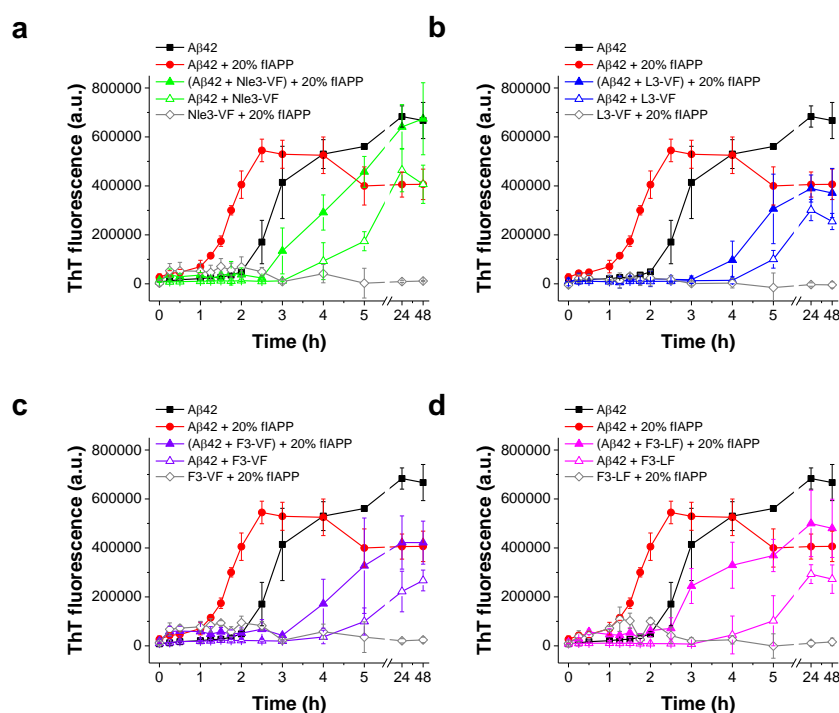 a
Aβ42
Aβ42 + 20% fIAPP
(Aβ42 + Nle3-VF) + 20% fIAPP
Aβ42 + Nle3-VF
Nle3-VF + 20% fIAPP
ThT fluorescence (a.u.)
800000
600000
400000
200000
0
0 1 2 3 4 5 24 48
Time (h)
b
Aβ42
Aβ42 + 20% fIAPP
(Aβ42 + L3-VF) + 20% fIAPP
Aβ42 + L3-VF
L3-VF + 20% fIAPP
ThT fluorescence (a.u.)
800000
600000
400000
200000
0
0 1 2 3 4 5 24 48
Time (h)
c
Aβ42
Aβ42 + 20% fIAPP
(Aβ42 + F3-VF) + 20% fIAPP
Aβ42 + F3-VF
F3-VF + 20% fIAPP
ThT fluorescence (a.u.)
800000
600000
400000
200000
0
0 1 2 3 4 5 24 48
Time (h)
d
Aβ42
Aβ42 + 20% fIAPP
(Aβ42 + F3-LF) + 20% fIAPP
Aβ42 + F3-LF
F3-LF + 20% fIAPP
ThT fluorescence (a.u.)
800000
600000
400000
200000
0
0 1 2 3 4 5 24 48
Time (h)